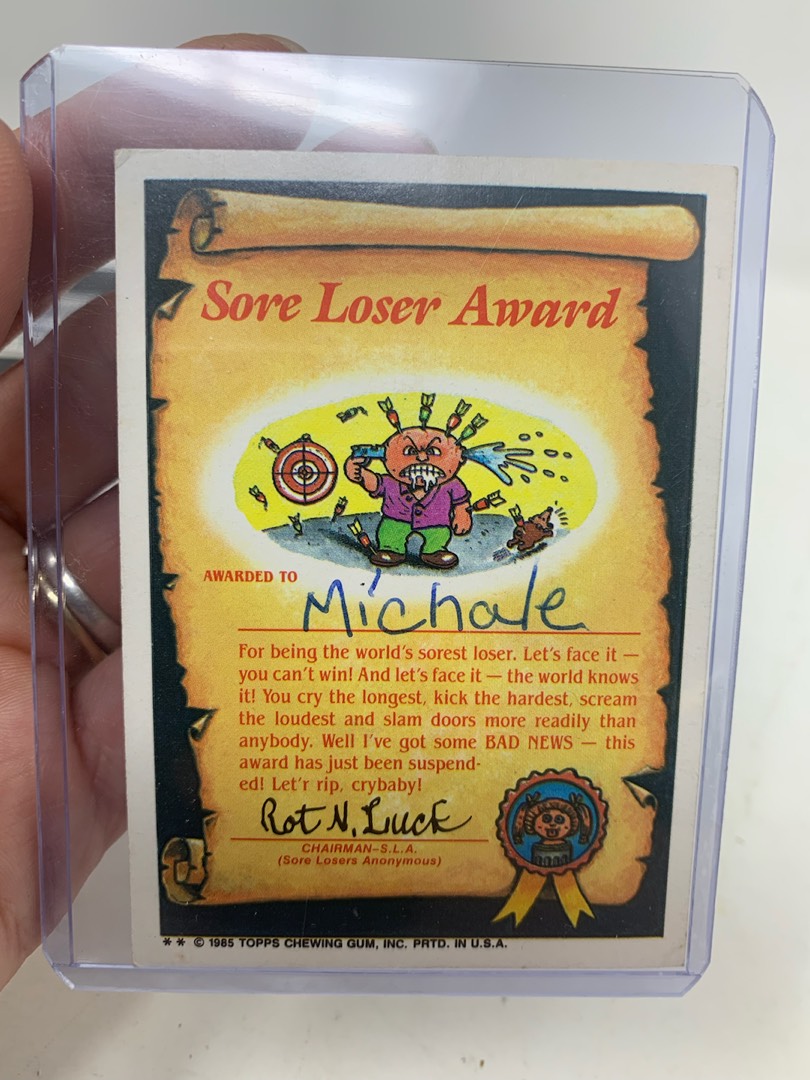 Sore Loser Award
AWARDED TO Michale
For being the world's sorest loser. Let's face it —
you can't win! And let's face it — the world knows
it! You cry the longest, kick the hardest, scream
the loudest and slam doors more readily than
anybody. Well I've got some BAD NEWS — this
award has just been suspend-
ed! Let'r rip, crybaby!
Rot N. Luck
CHAIRMAN–S.L.A.
(Sore Losers Anonymous)
** © 1985 TOPPS CHEWING GUM, INC. PRTD. IN U.S.A.